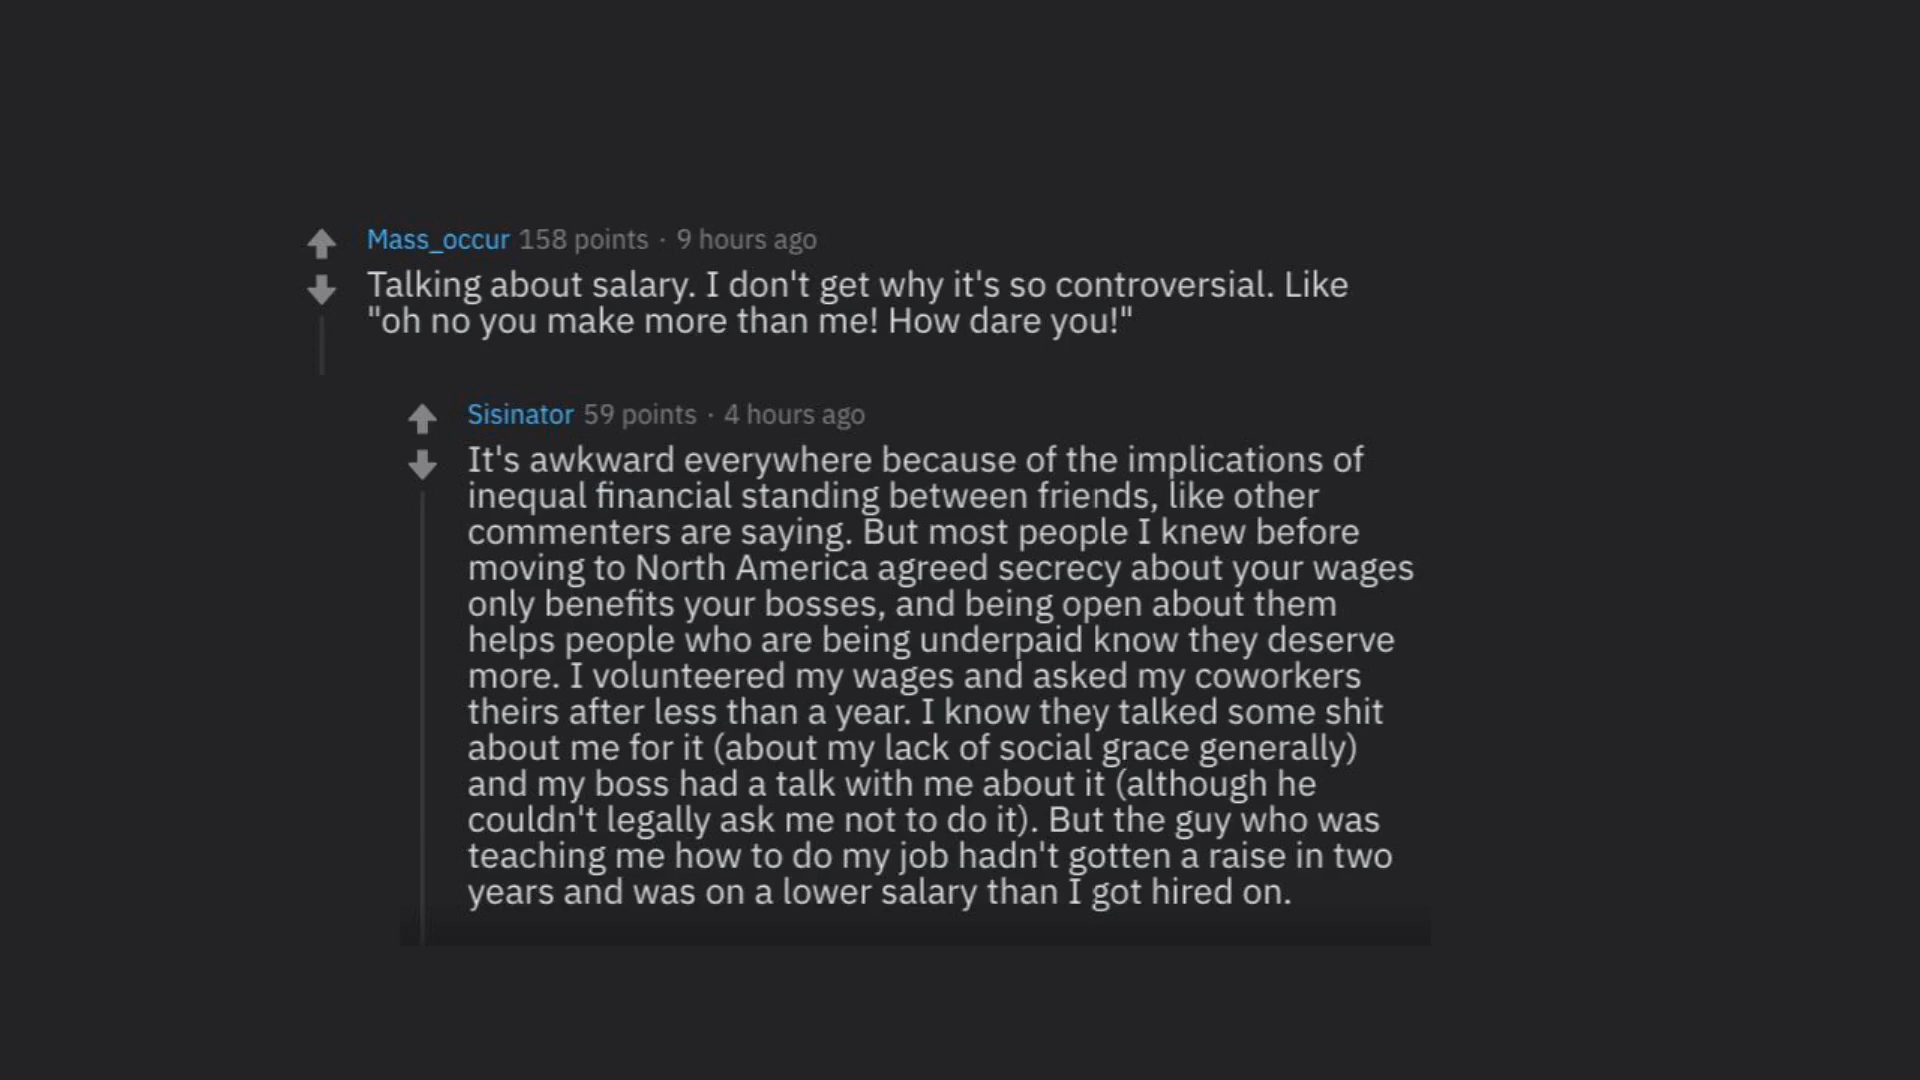 Mass_occur 158 points · 9 hours ago
Talking about salary. I don't get why it's so controversial. Like
"oh no you make more than me! How dare you!"
Sisinator 59 points · 4 hours ago
It's awkward everywhere because of the implications of
inequal financial standing between friends, like other
commenters are saying. But most people I knew before
moving to North America agreed secrecy about your wages
only benefits your bosses, and being open about them
helps people who are being underpaid know they deserve
more. I volunteered my wages and asked my coworkers
theirs after less than a year. I know they talked some shit
about me for it (about my lack of social grace generally)
and my boss had a talk with me about it (although he
couldn't legally ask me not to do it). But the guy who was
teaching me how to do my job hadn't gotten a raise in two
years and was on a lower salary than I got hired on.